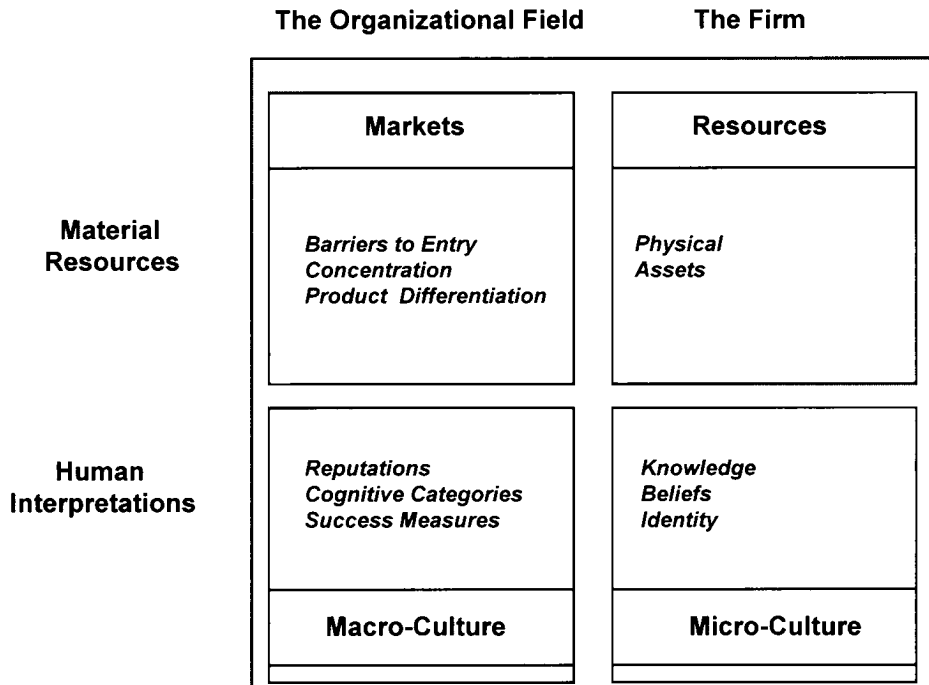 The Organizational Field
The Firm
Markets
Resources
Material
Resources
Barriers to Entry
Concentration
Product Differentiation
Physical
Assets
Human
Interpretations
Reputations
Cognitive Categories
Success Measures
Knowledge
Beliefs
Identity
Macro-Culture
Micro-Culture